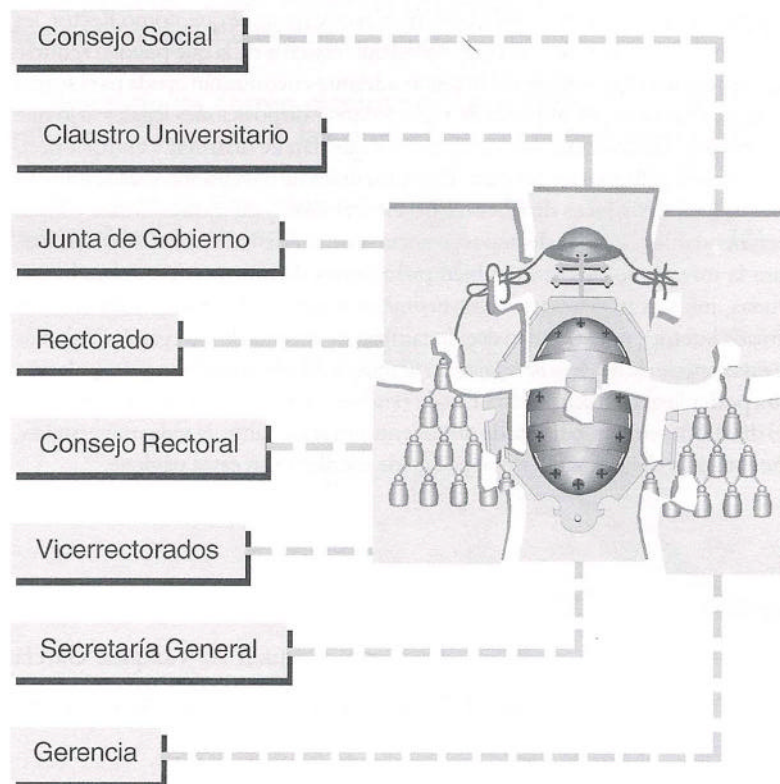 Consejo Social
Claustro Universitario
Junta de Gobierno
Rectorado
Consejo Rectoral
Vicerrectorados
Secretaría General
Gerencia